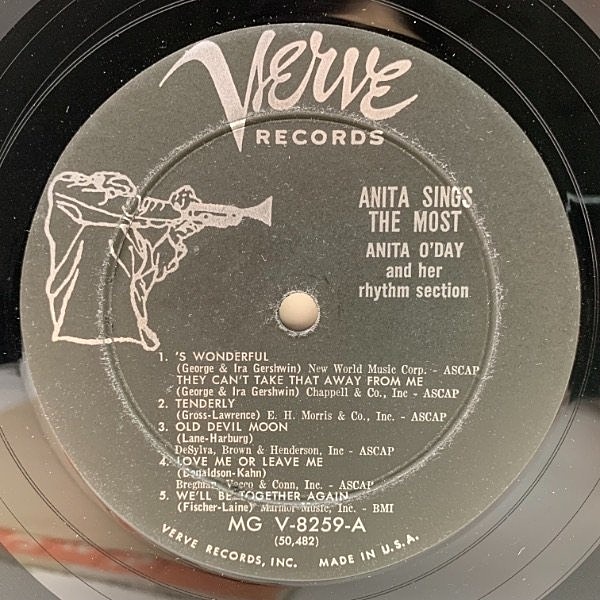 Verve
RECORDS
ANITA SINGS
THE MOST
ANITA O'DAY
and her
rhythm section
1. 'S WONDERFUL
(George & Ira Gershwin) New World Music Corp. - ASCAP
THEY CAN'T TAKE THAT AWAY FROM ME
(George & Ira Gershwin) Chappell & Co., Inc - ASCAP
2. TENDERLY
(Gross-Lawrence) E. H. Morris & Co., Inc. - ASCAP
3. OLD DEVIL MOON
(Lane-Harburg)
DeSylva, Brown & Henderson, Inc - ASCAP
4. LOVE ME OR LEAVE ME
(Donaldson-Kahn)
Bregman, Vocco & Conn, Inc. - ASCAP
5. WE'LL BE TOGETHER AGAIN
(Fischer-Laine) Marmor Music, Inc. - BMI
MG V-8259-A
(50,482)
VERVE RECORDS, INC. MADE IN U.S.A.